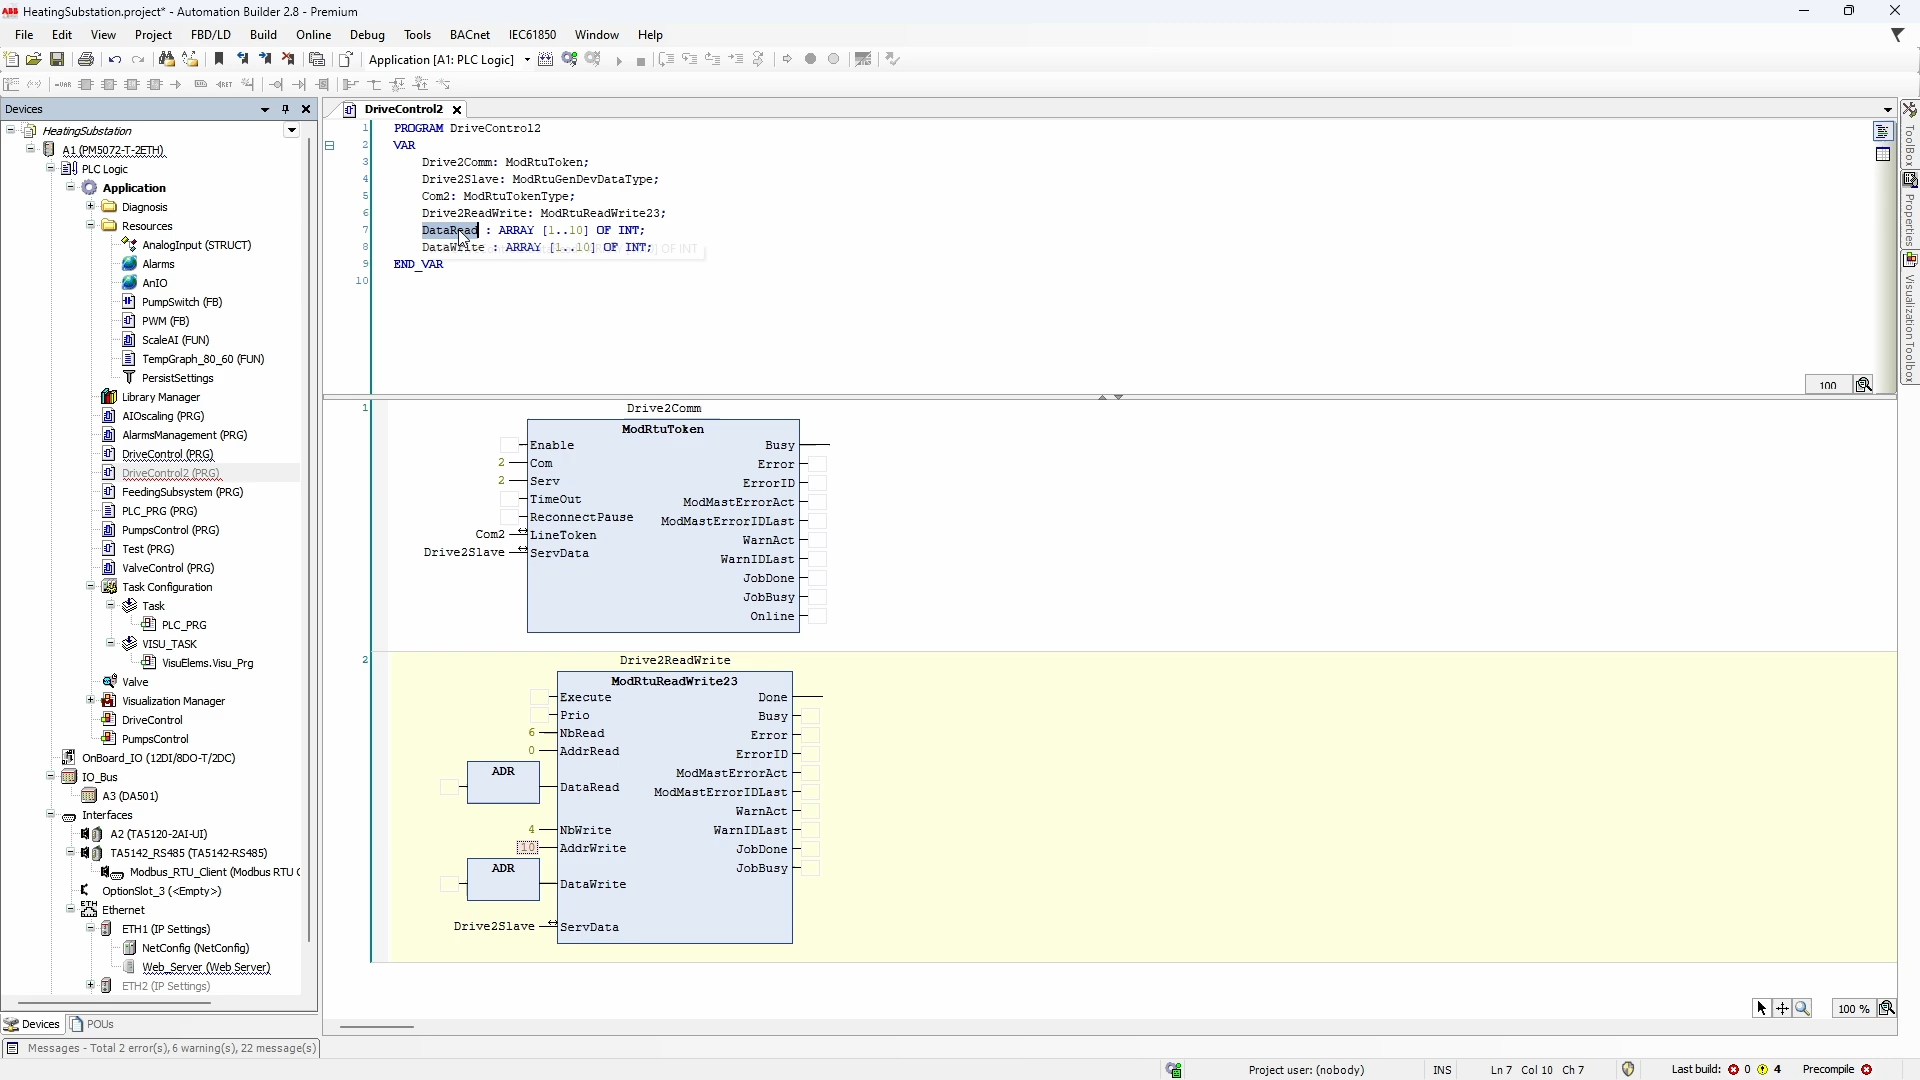 HeatingSubstation.project* - Automation Builder 2.8 - Premium
File Edit View Project FBD/LD Build Online Debug Tools BACnet IEC61850 Window Help
Application [A1: PLC Logic]
Devices
HeatingSubstation
A1 (PM5072-T-2ETH)
PLC Logic
Application
Diagnosis
Resources
AnalogInput (STRUCT)
Alarms
AnIO
PumpSwitch (FB)
PWM (FB)
ScaleAI (FUN)
TempGraph_80_60 (FUN)
PersistSettings
Library Manager
AIOscaling (PRG)
AlarmsManagement (PRG)
DriveControl (PRG)
DriveControl2 (PRG)
FeedingSubsystem (PRG)
PLC_PRG (PRG)
PumpsControl (PRG)
Test (PRG)
ValveControl (PRG)
Task Configuration
Task
PLC_PRG
VISU_TASK
VisuElems.Visu_Prg
Valve
Visualization Manager
DriveControl
PumpsControl
OnBoard_IO (12DI/8DO-T/2DC)
IO_Bus
A3 (DA501)
Interfaces
A2 (TA5120-2AI-UI)
TA5142_RS485 (TA5142-RS485)
Modbus_RTU_Client (Modbus RTU C
OptionSlot_3 (<Empty>)
Ethernet
ETH1 (IP Settings)
NetConfig (NetConfig)
Web_Server (Web Server)
ETH2 (IP Settings)
Devices POUs
Messages - Total 2 error(s), 6 warning(s), 22 message(s)
DriveControl2
1 PROGRAM DriveControl2
2 VAR
3 Drive2Comm: ModRtuToken;
4 Drive2Slave: ModRtuGenDevDataType;
5 Com2: ModRtuTokenType;
6 Drive2ReadWrite: ModRtuReadWrite23;
7 DataRead : ARRAY [1..10] OF INT;
8 DataWrite : ARRAY [1..10] OF INT;
9 END_VAR
10
100
1
Drive2Comm
ModRtuToken
Enable Busy
2 Com Error
2 Serv ErrorID
TimeOut ModMastErrorAct
ReconnectPause ModMastErrorIDLast
Com2 LineToken WarnAct
Drive2Slave ServData WarnIDLast
JobDone
JobBusy
Online
2
Drive2ReadWrite
ModRtuReadWrite23
Execute Done
Prio Busy
6 NbRead Error
0 AddrRead ErrorID
ADR ModMastErrorAct
DataRead ModMastErrorIDLast
WarnAct
4 NbWrite WarnIDLast
10 AddrWrite JobDone
ADR JobBusy
DataWrite
Drive2Slave ServData
100 %
ToolBox
Properties
Visualization Toolbox
Project user: (nobody) INS Ln 7 Col 10 Ch 7 Last build: 0 4 Precompile